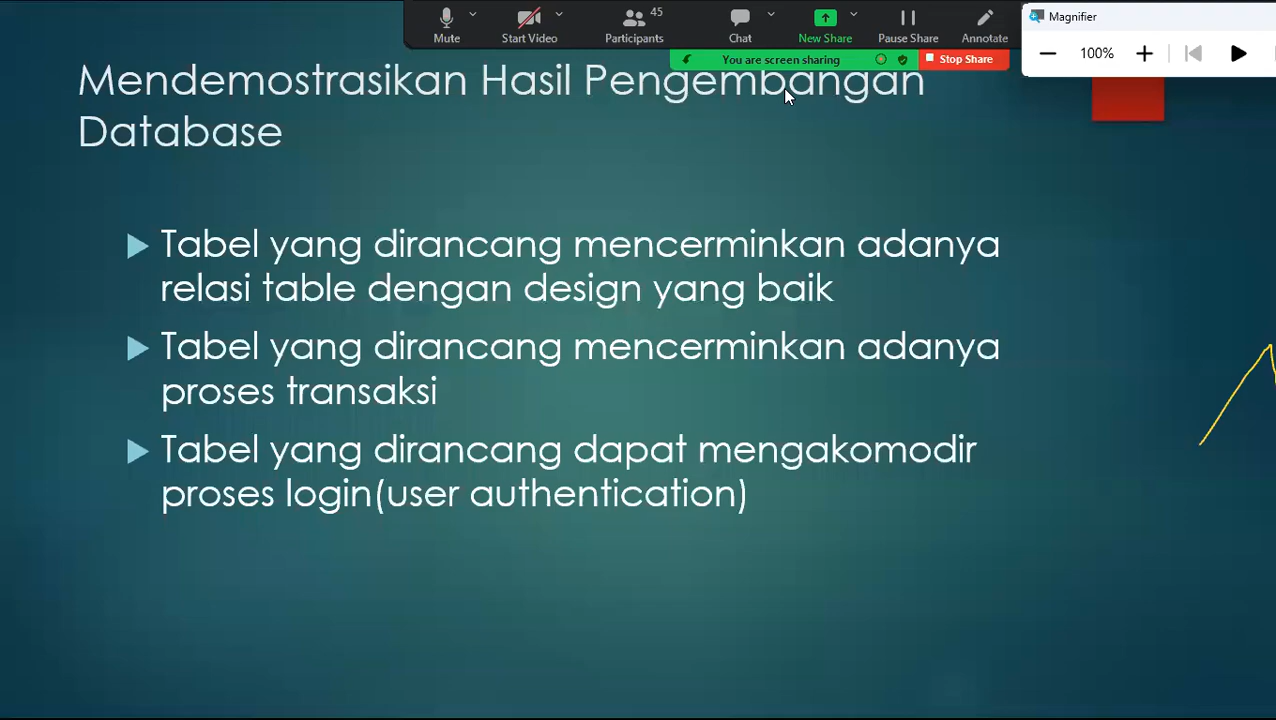 45
Mute
Start Video
Participants
Chat
New Share
Pause Share
Annotate
Magnifier
100%
You are screen sharing
Stop Share
Mendemostrasikan Hasil Pengembangan
Database
Tabel yang dirancang mencerminkan adanya
relasi table dengan design yang baik
Tabel yang dirancang mencerminkan adanya
proses transaksi
Tabel yang dirancang dapat mengakomodir
proses login(user authentication)